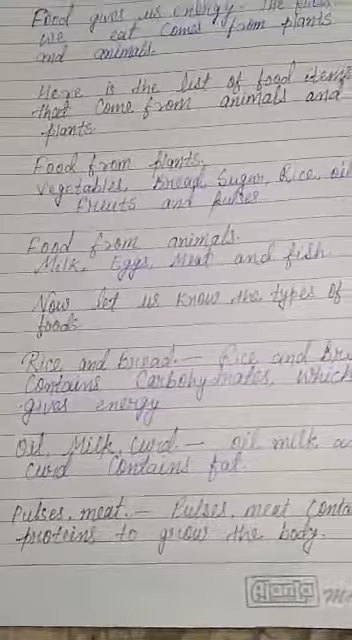 Food gives us energy. The
we eat comes from plants
and animals.
Here is the list of food items
that come from animals and
plants.
Food from plants.
Vegetables, Bread, Sugar, Rice, oil
Fruits and pulses
Food from animals.
Milk, Eggs, Meat and fish
Now let us know the types of
foods
Rice and bread. — Rice and
contains Carbohydrates, which
gives energy
Oil, Milk, curd — oil milk
curd contains fat.
Pulses, meat. — Pulses, meat
proteins to grow the body.
Ajanta